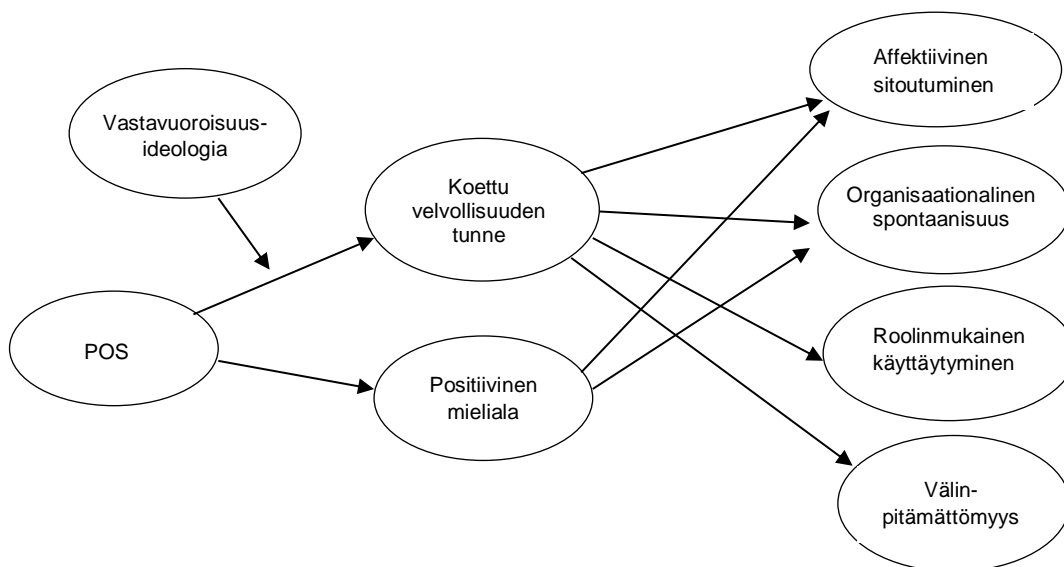 Affektiivinen
sitoutuminen
Vastavuoroisuus-
ideologia
Koettu
velvollisuuden
tunne
Organisaationalinen
spontaanisuus
POS
Positiivinen
mieliala
Roolinmukainen
käyttäytyminen
Välin-
pitämättömyys